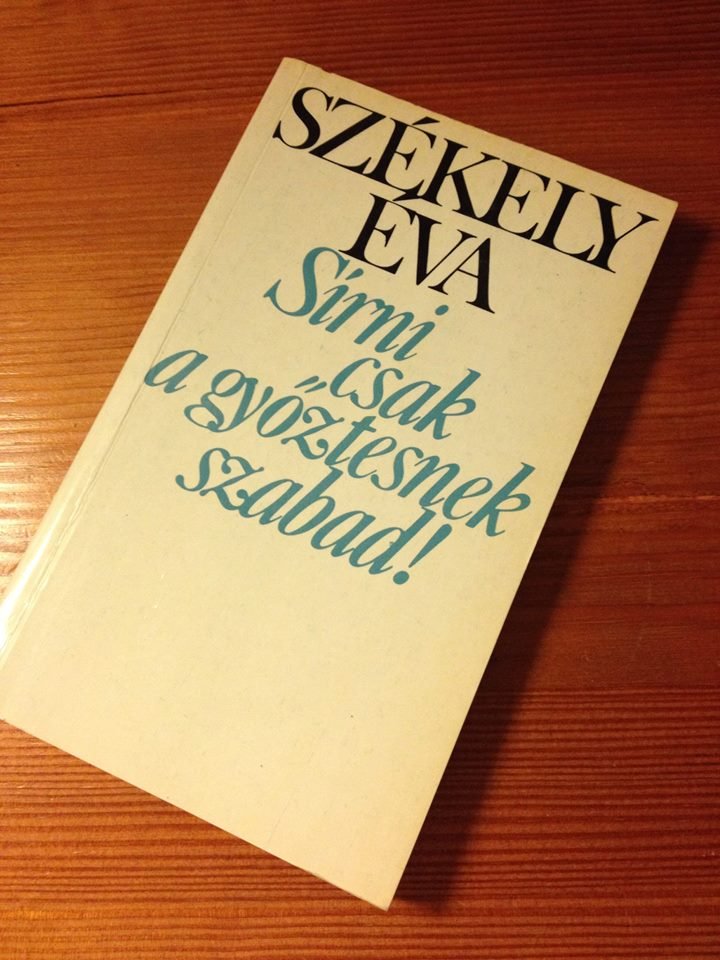 SZÉKELY
ÉVA
Sírni
csak
a győztesnek
szabad!